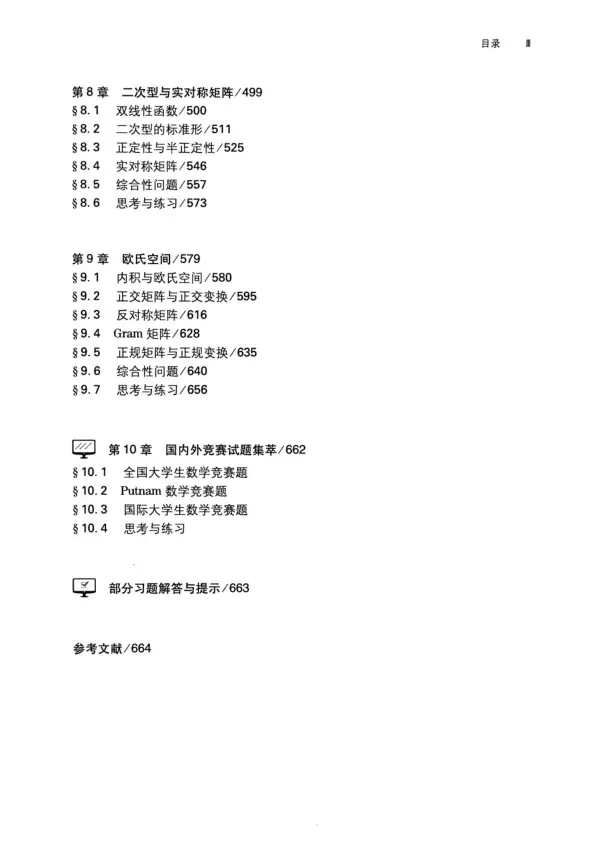 目录 Ⅲ
第8章 二次型与实对称矩阵/499
§8.1 双线性函数/500
§8.2 二次型的标准形/511
§8.3 正定性与半正定性/525
§8.4 实对称矩阵/546
§8.5 综合性问题/557
§8.6 思考与练习/573
第9章 欧氏空间/579
§9.1 内积与欧氏空间/580
§9.2 正交矩阵与正交变换/595
§9.3 反对称矩阵/616
§9.4 Gram 矩阵/628
§9.5 正规矩阵与正规变换/635
§9.6 综合性问题/640
§9.7 思考与练习/656
第10章 国内外竞赛试题集萃/662
§10.1 全国大学生数学竞赛题
§10.2 Putnam 数学竞赛题
§10.3 国际大学生数学竞赛题
§10.4 思考与练习
部分习题解答与提示/663
参考文献/664